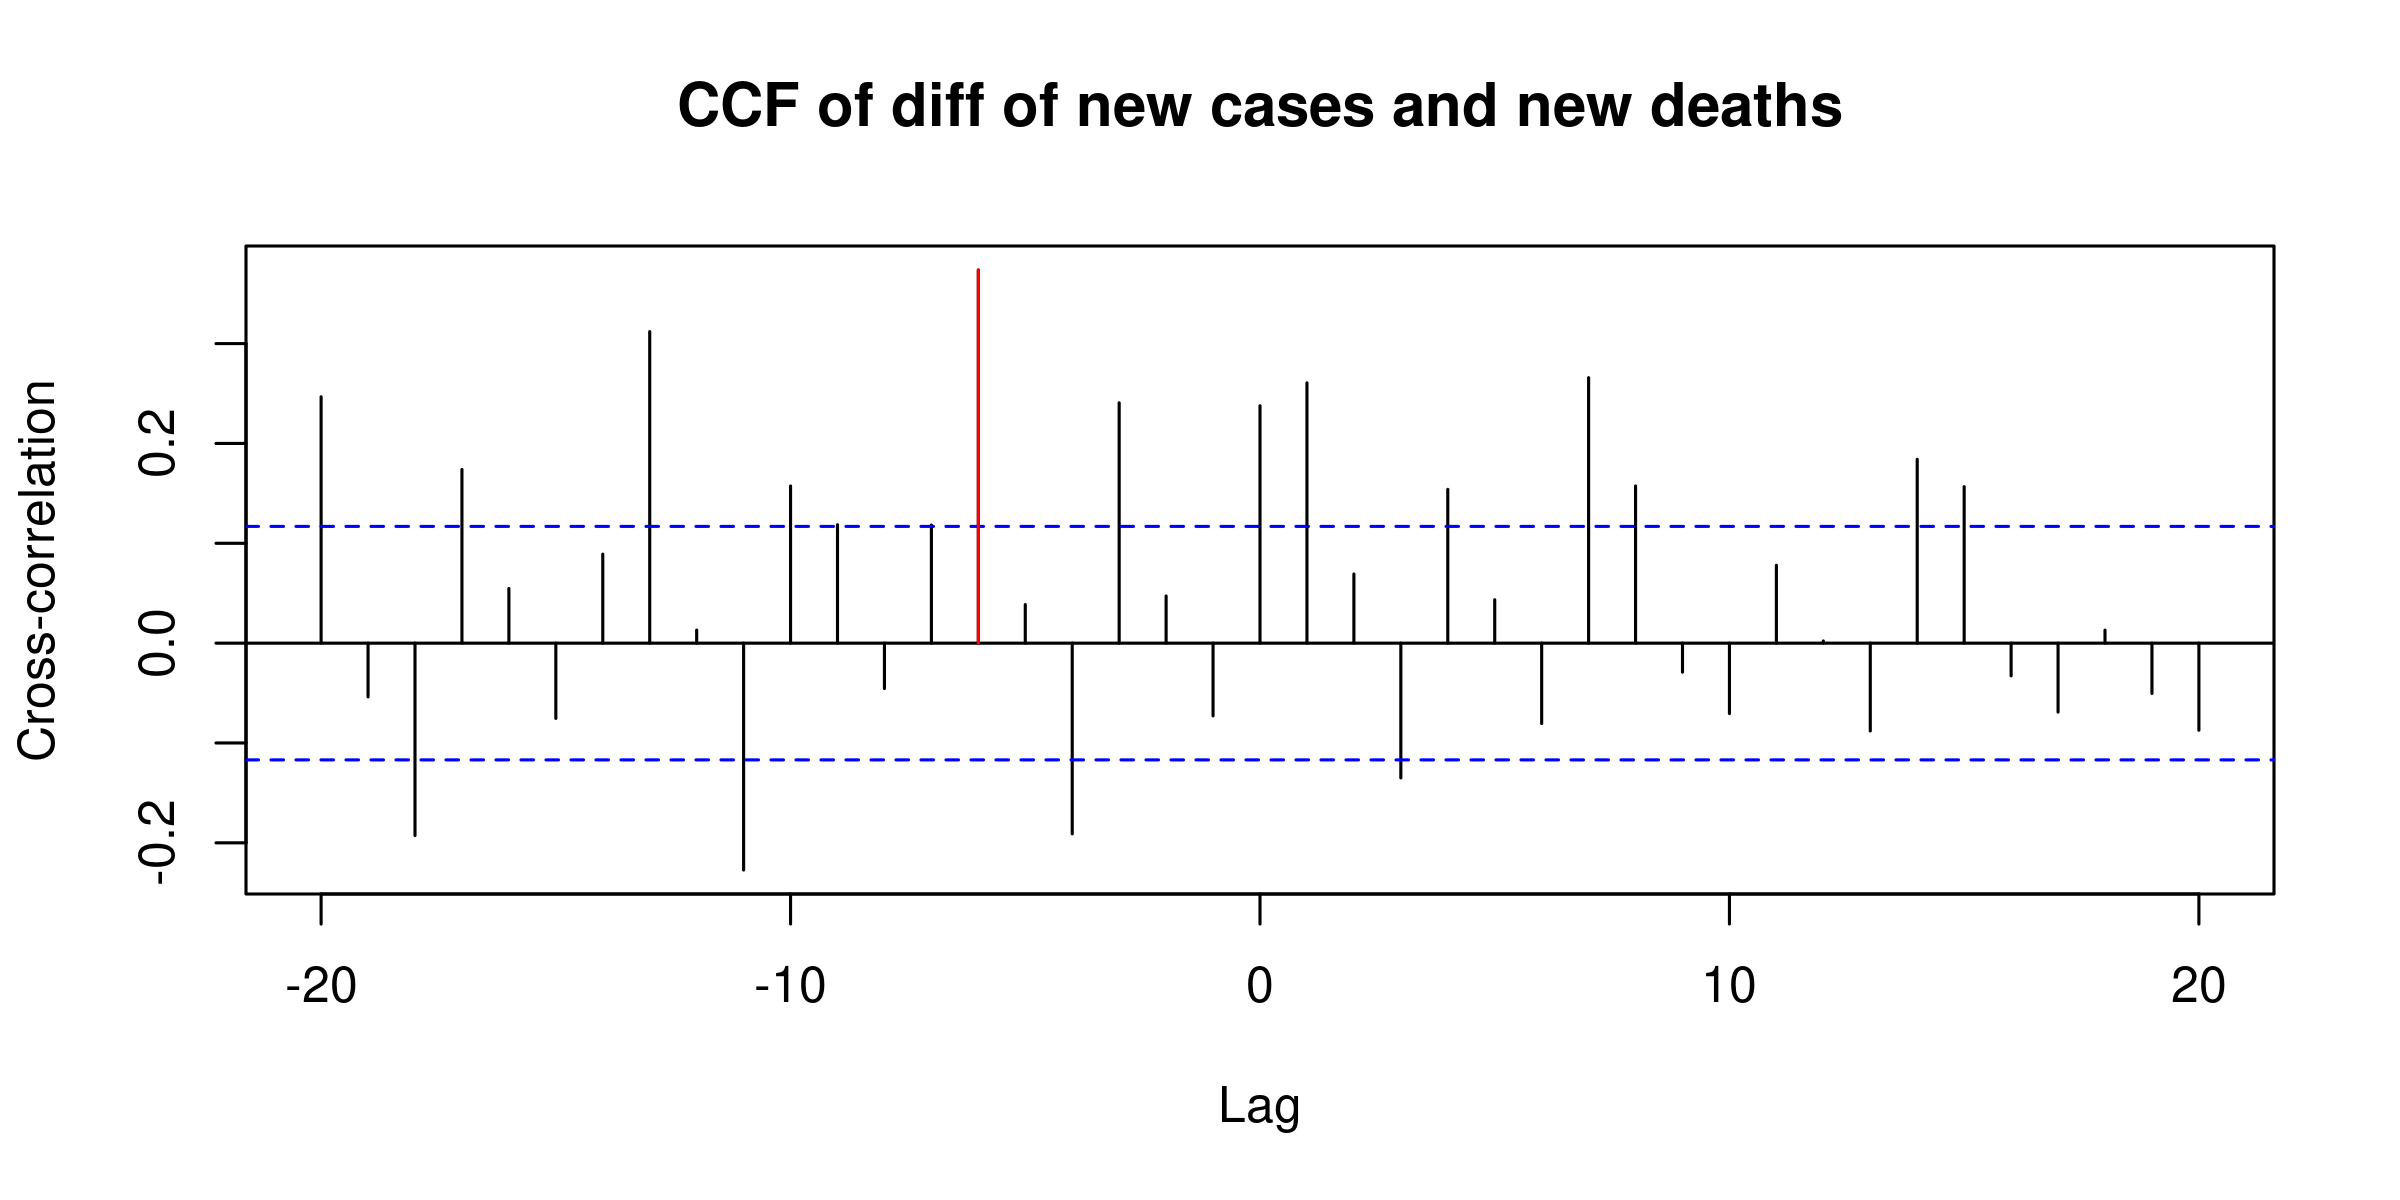 CCF of diff of new cases and new deaths
Cross-correlation
0.2
0.0
-0.2
-20 -10 0 10 20
Lag